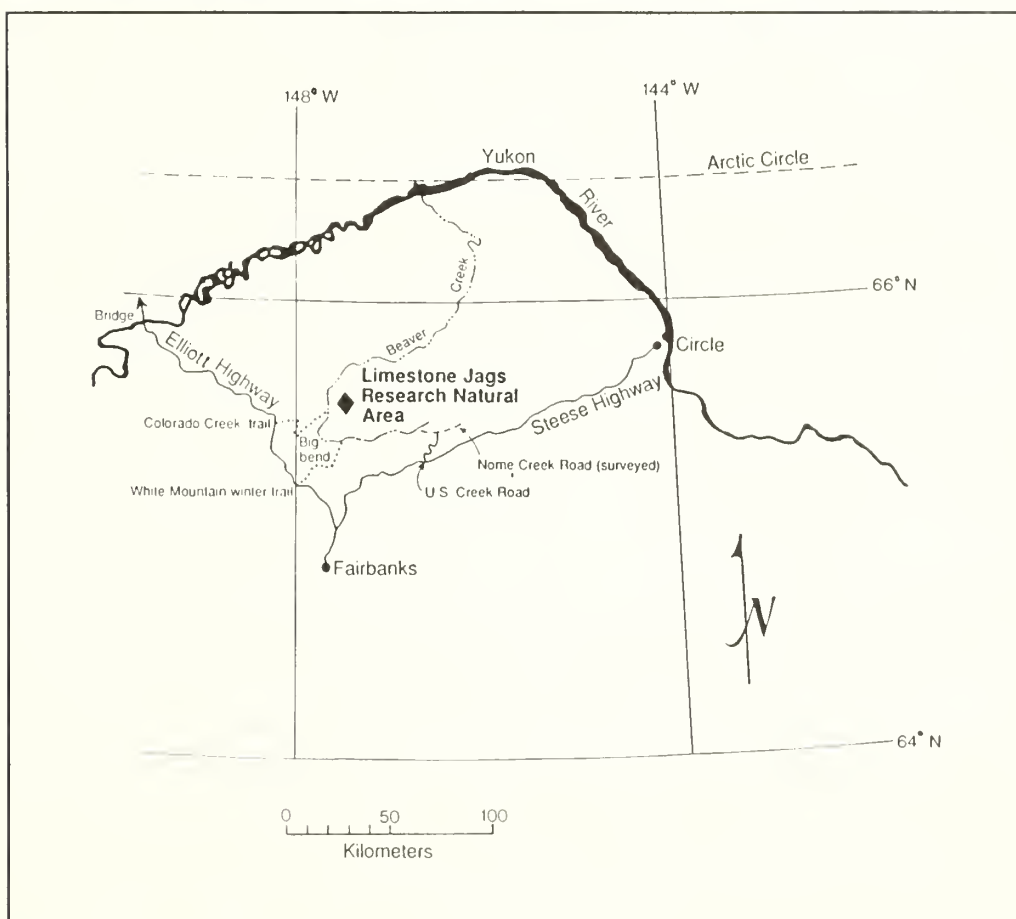 148° W
144° W
Yukon
River
Arctic Circle
Creek
66° N
Bridge
Elliott Highway
Beaver
Circle
Limestone Jags
Research Natural
Area
Steese Highway
Colorado Creek trail
Big
bend
Nome Creek Road (surveyed)
White Mountain winter trail
U.S. Creek Road
Fairbanks
N
64° N
0 50 100
Kilometers